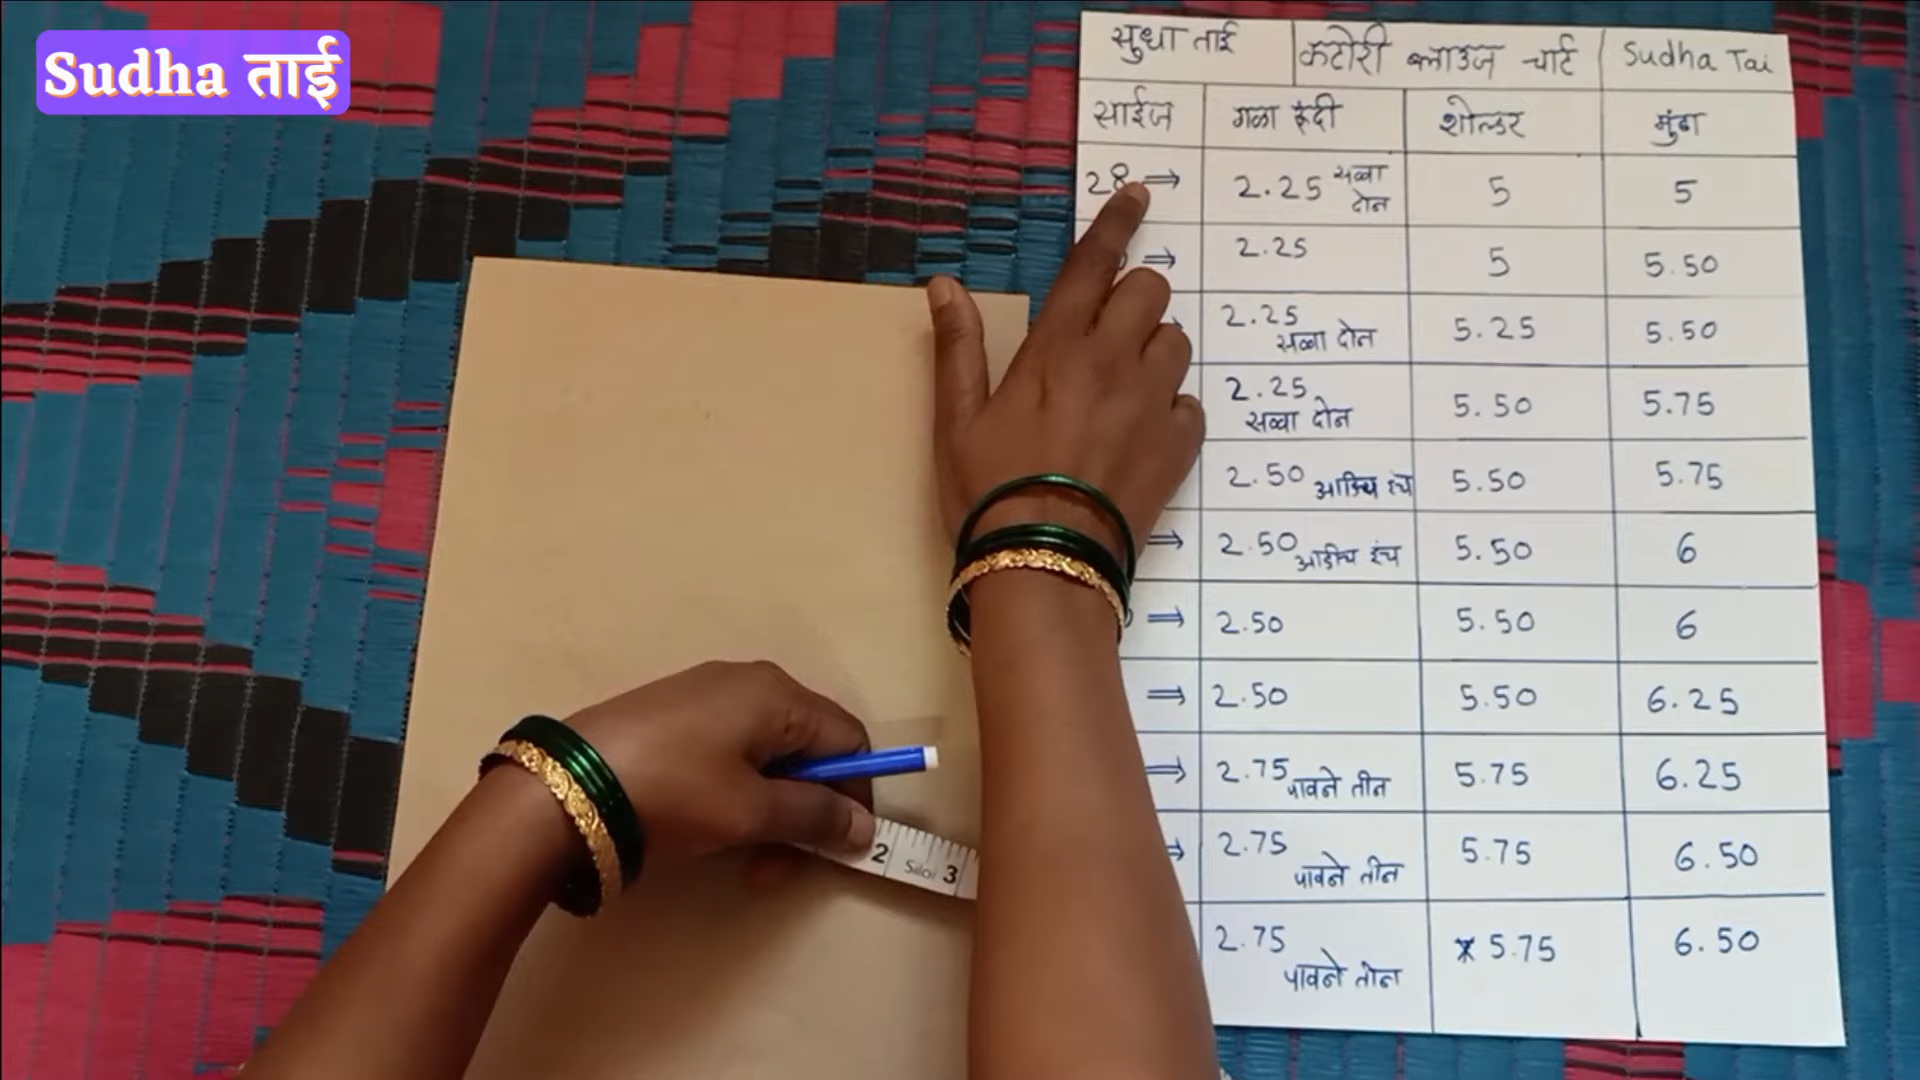 Sudha ताई
सुधा ताई कटोरी ब्लाउज चार्ट Sudha Tai
साईज गळा रुंदी शोल्डर मुंढा
28 ⇒ 2.25 सव्वा दोन 5 5
⇒ 2.25 5 5.50
2.25 सव्वा दोन 5.25 5.50
2.25 सव्वा दोन 5.50 5.75
2.50 आडिच इंच 5.50 5.75
⇒ 2.50 आडीच इंच 5.50 6
⇒ 2.50 5.50 6
⇒ 2.50 5.50 6.25
⇒ 2.75 पावने तीन 5.75 6.25
2.75 पावने तीन 5.75 6.50
2.75 पावने तीन 5.75 6.50
2 3